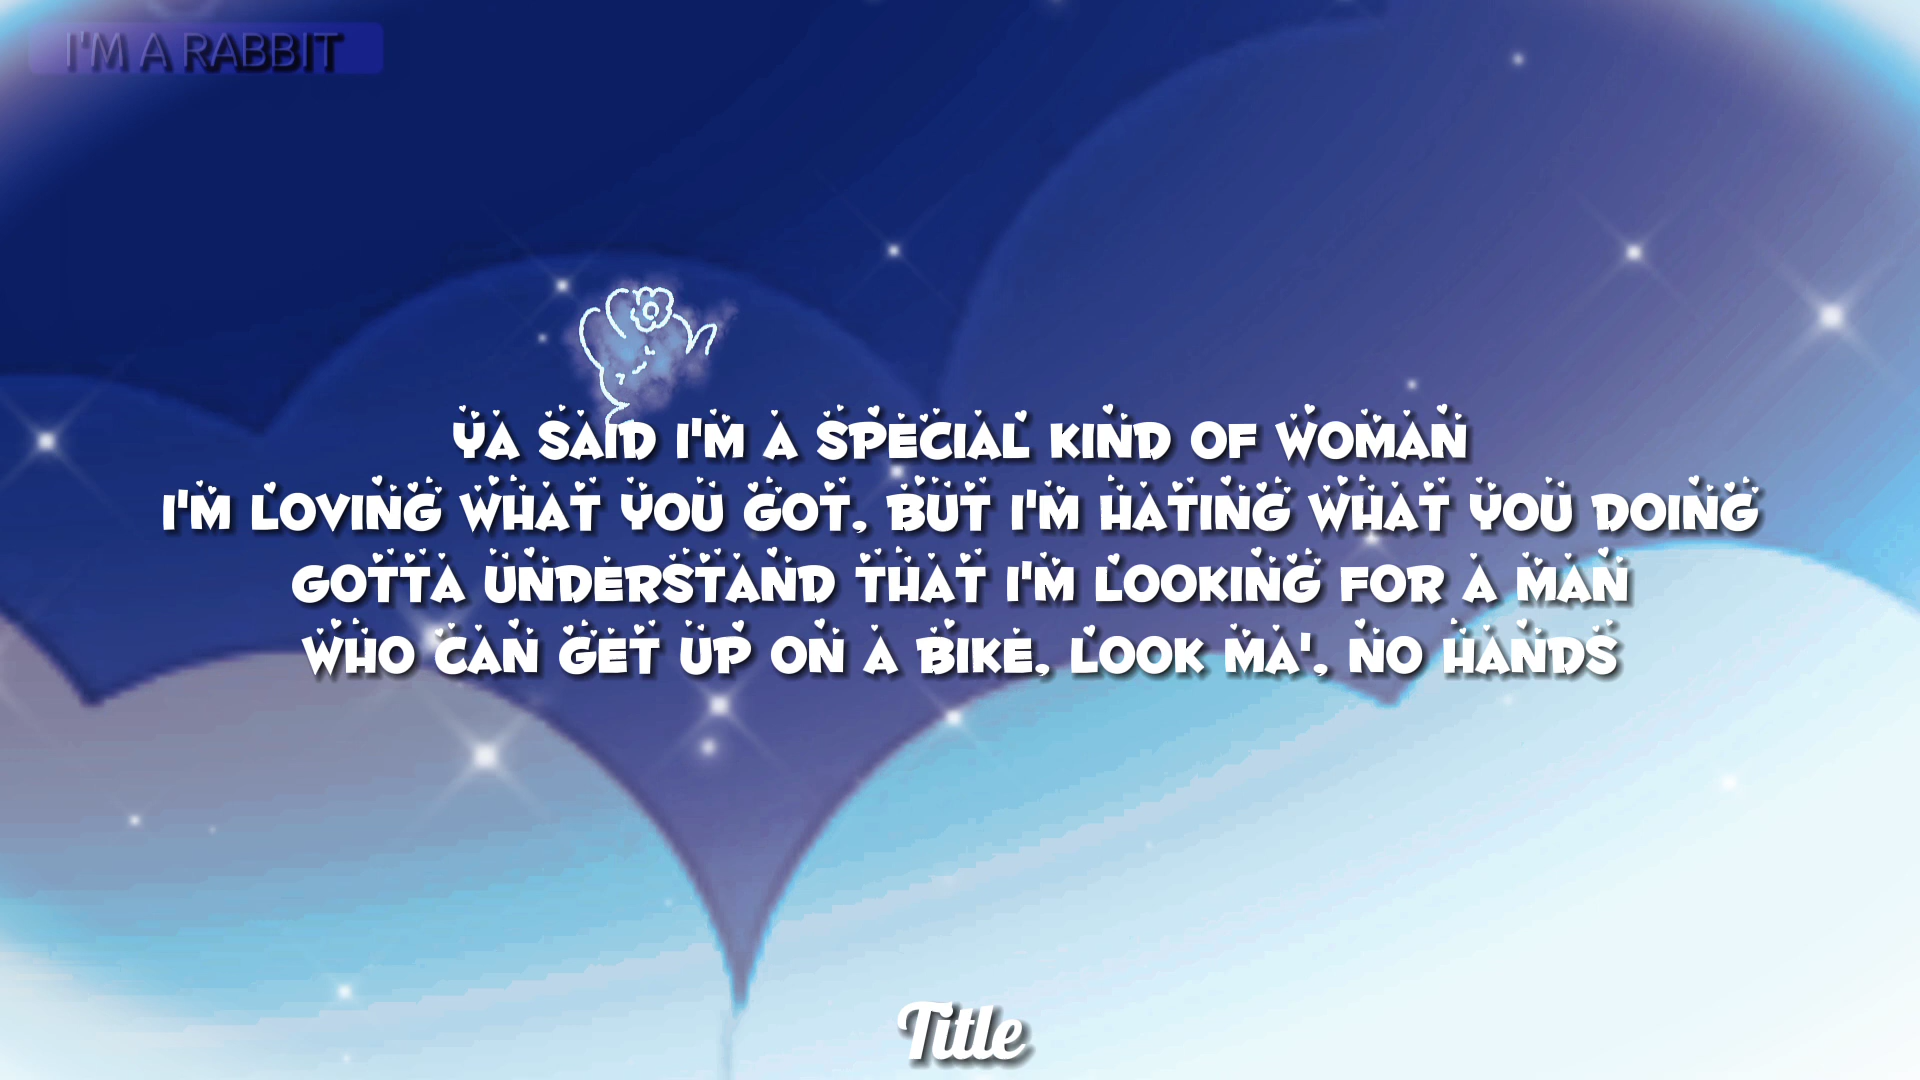 I'M A RABBIT
YA SAID I'M A SPECIAL KIND OF WOMAN
I'M LOVING WHAT YOU GOT, BUT I'M HATING WHAT YOU DOING
GOTTA UNDERSTAND THAT I'M LOOKING FOR A MAN
WHO CAN GET UP ON A BIKE, LOOK MA', NO HANDS
Title